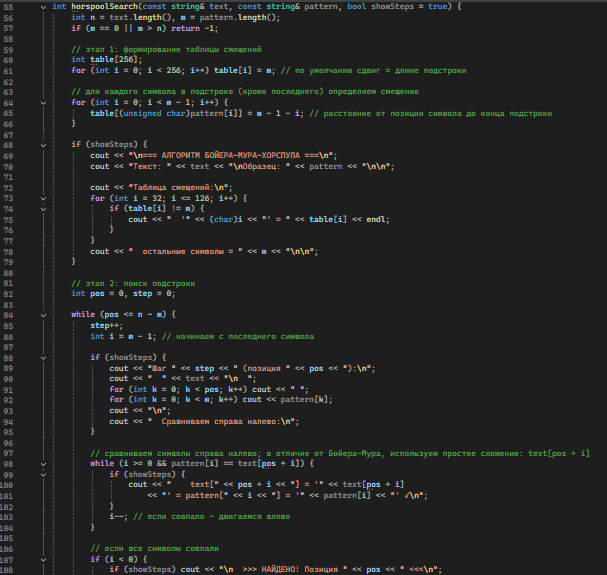 55 int horspoolSearch(const string& text, const string& pattern, bool showSteps = true) {
56 int n = text.length(), m = pattern.length();
57 if (m == 0 || m > n) return -1;
58
59 // этап 1: формирование таблицы смещений
60 int table[256];
61 for (int i = 0; i < 256; i++) table[i] = m; // по умолчанию сдвиг = длине подстроки
62
63 // для каждого символа в подстроке (кроме последнего) определяем смещение
64 for (int i = 0; i < m - 1; i++) {
65 table[(unsigned char)pattern[i]] = m - 1 - i; // расстояние от позиции символа до конца подстроки
66 }
67
68 if (showSteps) {
69 cout << "\n=== АЛГОРИТМ БОЙЕРА-МУРА-ХОРСПУЛА ===\n";
70 cout << "Текст: " << text << "\nОбразец: " << pattern << "\n\n";
71
72 cout << "Таблица смещений:\n";
73 for (int i = 32; i <= 126; i++) {
74 if (table[i] != m) {
75 cout << "  '" << (char)i << "' = " << table[i] << endl;
76 }
77 }
78 cout << "  остальные символы = " << m << "\n\n";
79 }
80
81 // этап 2: поиск подстроки
82 int pos = 0, step = 0;
83
84 while (pos <= n - m) {
85 step++;
86 int i = m - 1; // начинаем с последнего символа
87
88 if (showSteps) {
89 cout << "Шаг " << step << " (позиция " << pos << "):\n";
90 cout << "  " << text << "\n  ";
91 for (int k = 0; k < pos; k++) cout << " ";
92 for (int k = 0; k < m; k++) cout << pattern[k];
93 cout << "\n";
94 cout << "  Сравниваем справа налево:\n";
95 }
96
97 // сравниваем символы справа налево; в отличие от Бойера-Мура, используем простое сложение: text[pos + i]
98 while (i >= 0 && pattern[i] == text[pos + i]) {
99 if (showSteps) {
100 cout << "    text[" << pos + i << "] = '" << text[pos + i]
101 << "' = pattern[" << i << "] = '" << pattern[i] << "' √\n";
102 }
103 i--; // если совпало - двигаемся влево
104 }
105
106 // если все символы совпали
107 if (i < 0) {
108 if (showSteps) cout << "\n  >>> НАЙДЕНО! Позиция " << pos << " <<<\n";